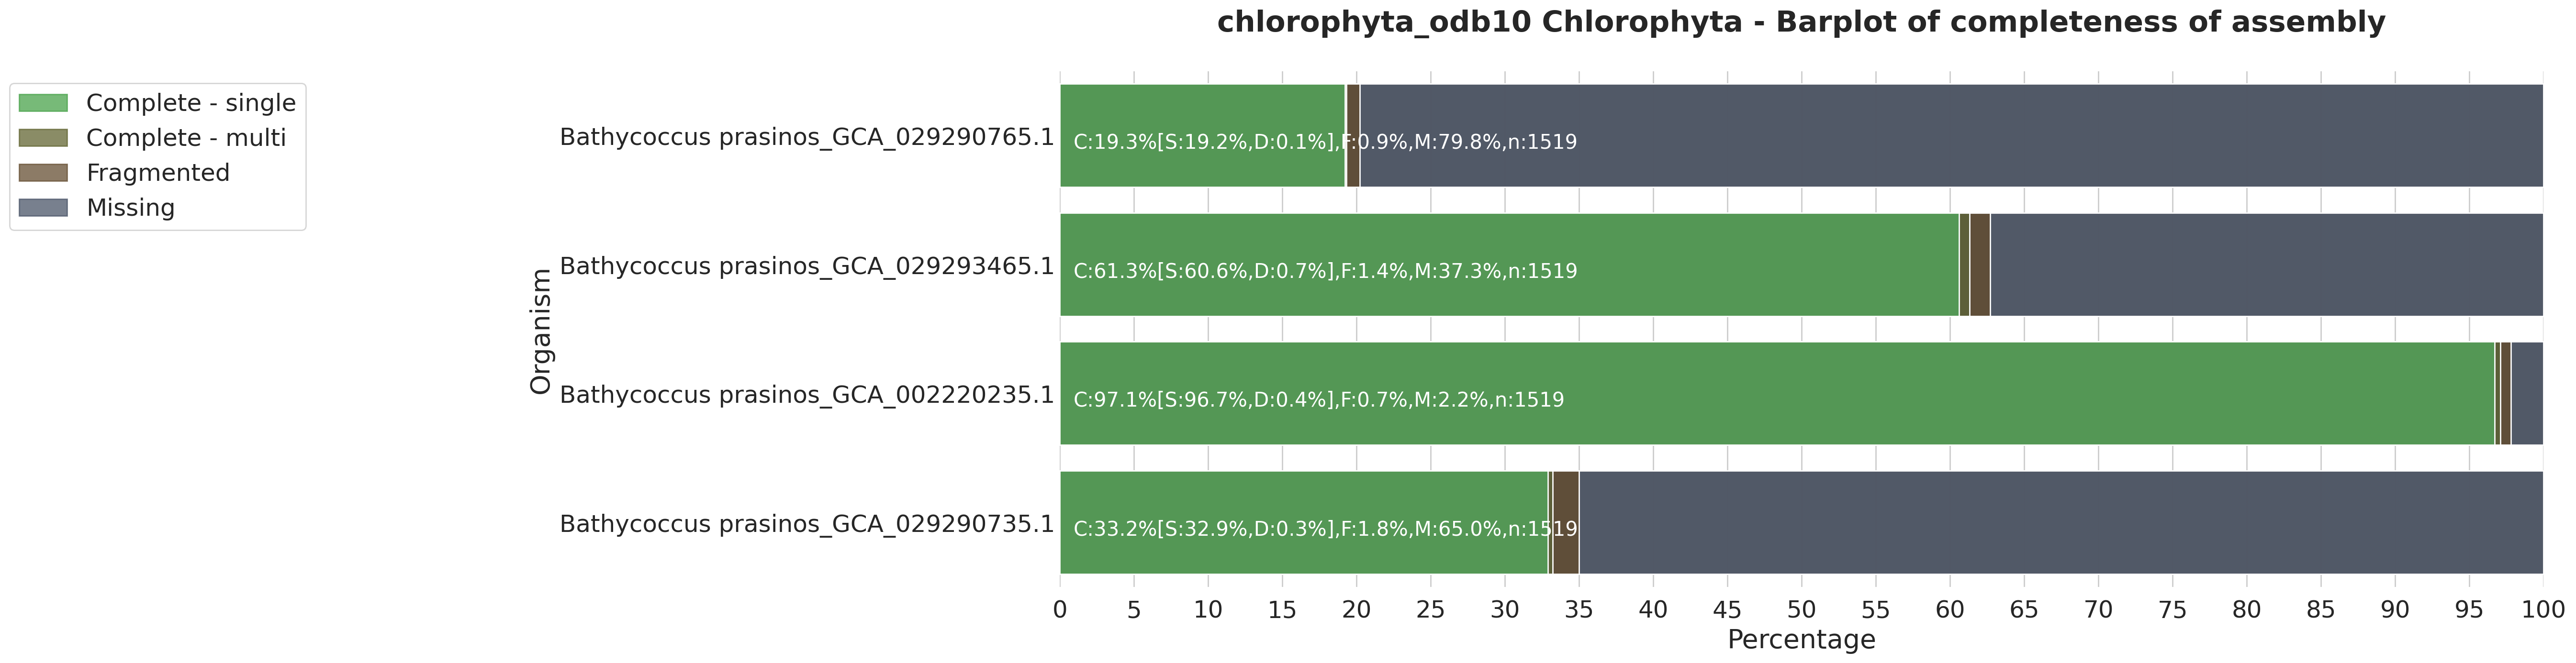 chlorophyta_odb10 Chlorophyta - Barplot of completeness of assembly
Complete - single
Complete - multi
Fragmented
Missing
Organism
Bathycoccus prasinos_GCA_029290765.1
C:19.3%[S:19.2%,D:0.1%],F:0.9%,M:79.8%,n:1519
Bathycoccus prasinos_GCA_029293465.1
C:61.3%[S:60.6%,D:0.7%],F:1.4%,M:37.3%,n:1519
Bathycoccus prasinos_GCA_002220235.1
C:97.1%[S:96.7%,D:0.4%],F:0.7%,M:2.2%,n:1519
Bathycoccus prasinos_GCA_029290735.1
C:33.2%[S:32.9%,D:0.3%],F:1.8%,M:65.0%,n:1519
0 5 10 15 20 25 30 35 40 45 50 55 60 65 70 75 80 85 90 95 100
Percentage